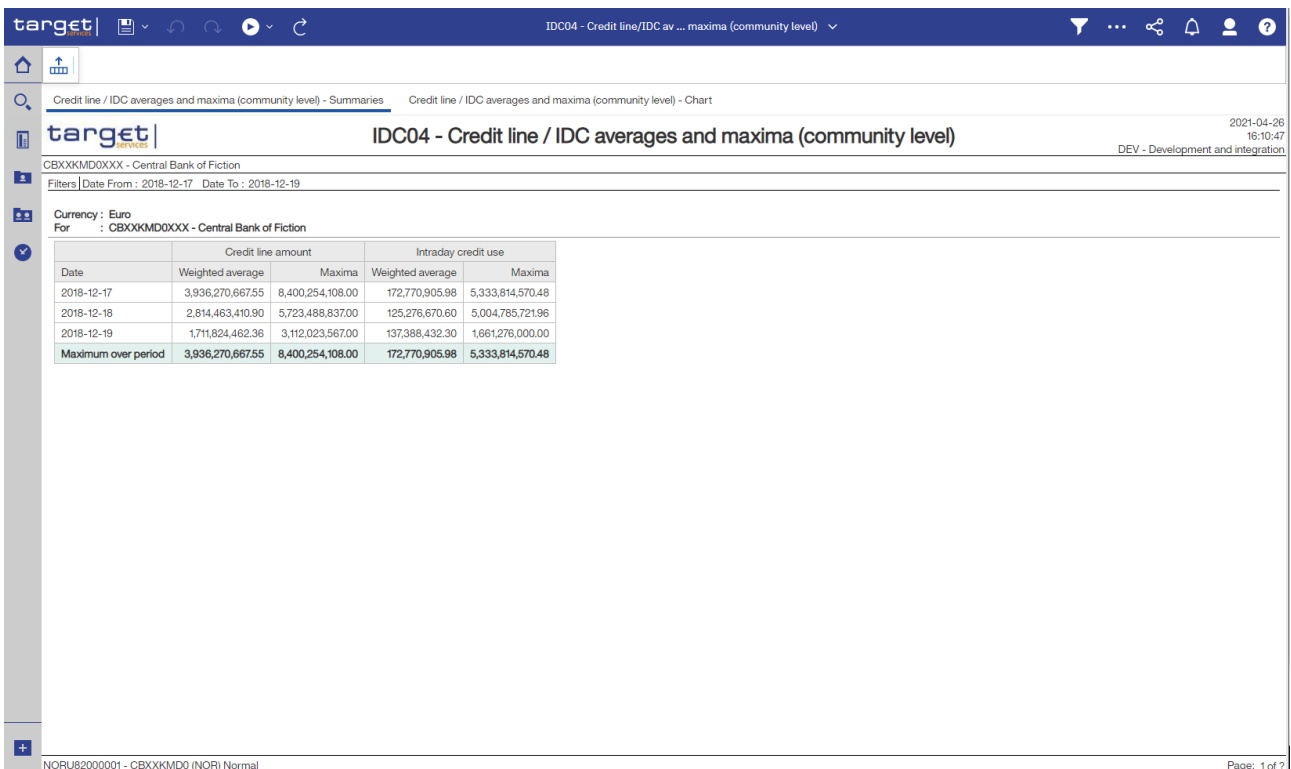 target services IDC04 - Credit line/IDC av ... maxima (community level)
Credit line / IDC averages and maxima (community level) - Summaries Credit line / IDC averages and maxima (community level) - Chart
target services IDC04 - Credit line / IDC averages and maxima (community level) 2021-04-26
16:10:47
DEV - Development and integration
CBXXKMD0XXX - Central Bank of Fiction
Filters Date From : 2018-12-17 Date To : 2018-12-19
Currency : Euro
For : CBXXKMD0XXX - Central Bank of Fiction
Credit line amount Intraday credit use
Date Weighted average Maxima Weighted average Maxima
2018-12-17 3,936,270,667.55 8,400,254,108.00 172,770,905.98 5,333,814,570.48
2018-12-18 2,814,463,410.90 5,723,488,837.00 125,276,670.60 5,004,785,721.96
2018-12-19 1,711,824,462.36 3,112,023,567.00 137,388,432.30 1,661,276,000.00
Maximum over period 3,936,270,667.55 8,400,254,108.00 172,770,905.98 5,333,814,570.48
NORU82000001 - CBXXKMD0 (NOR) Normal Page: 1 of ?